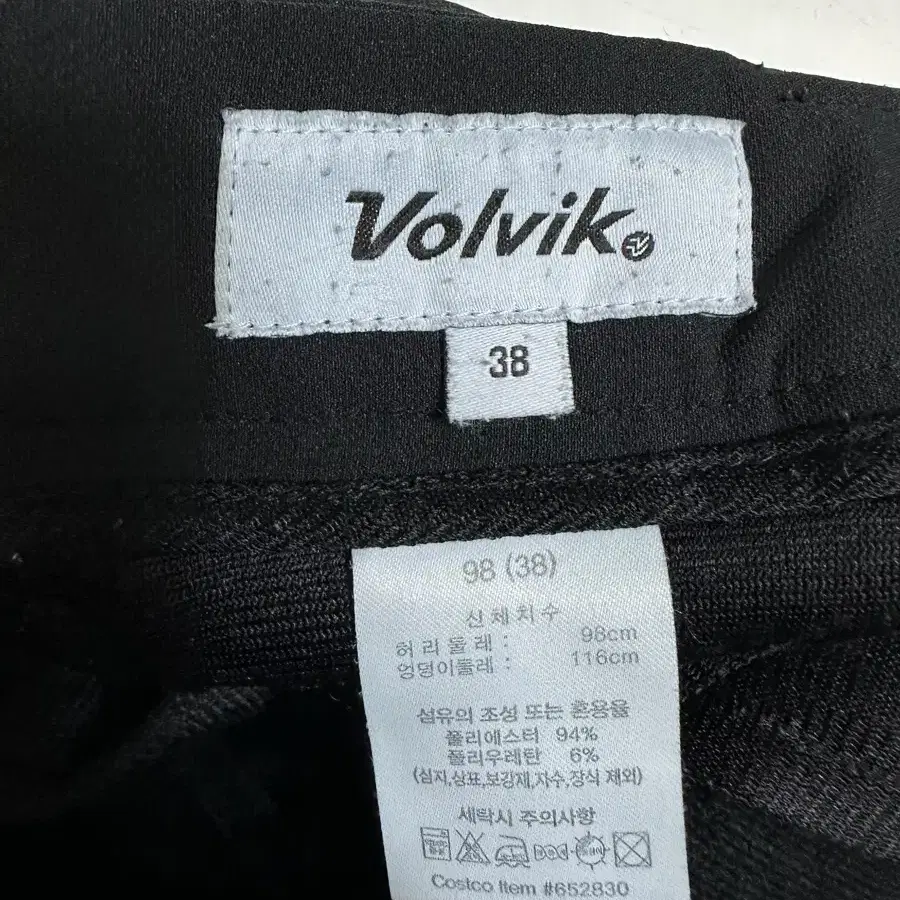 Volvik
38
98 (38)
신체치수
허리둘레 : 98cm
엉덩이둘레 : 116cm
섬유의 조성 또는 혼용율
폴리에스터 94%
폴리우레탄 6%
(심지,상표,보강재,자수,장식 제외)
세탁시 주의사항
Costco Item #652830